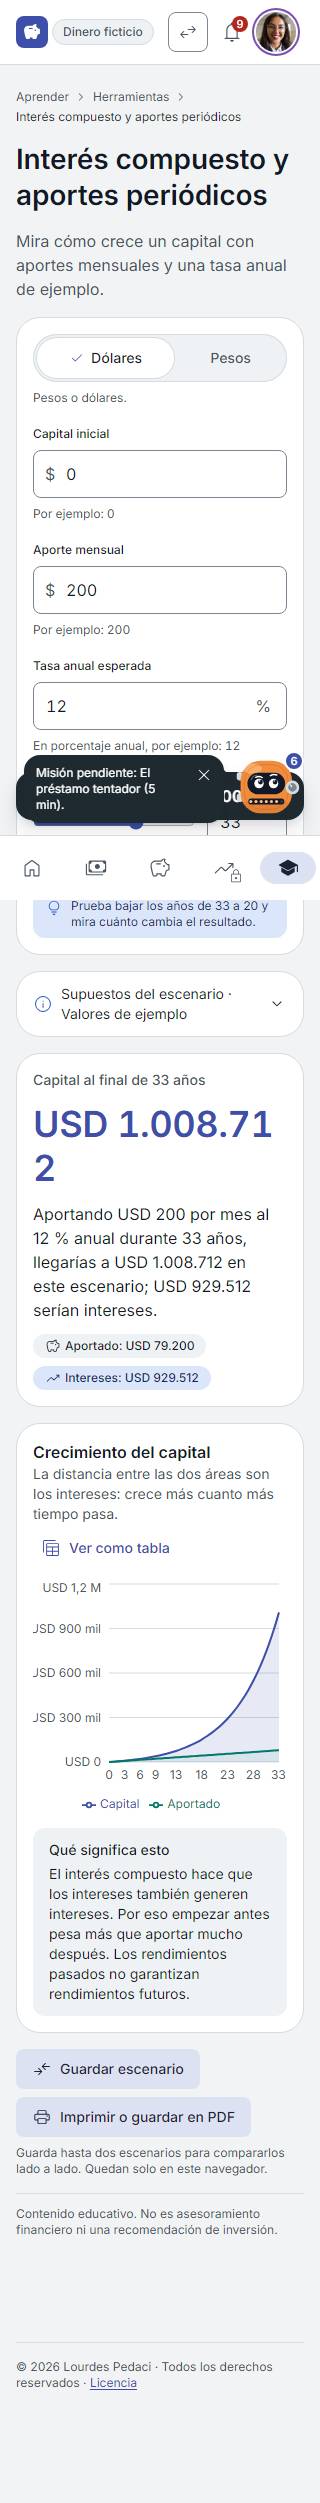 Dinero ficticio
9
Aprender > Herramientas >
Interés compuesto y aportes periódicos
Interés compuesto y
aportes periódicos
Mira cómo crece un capital con
aportes mensuales y una tasa anual
de ejemplo.
Dólares
Pesos
Pesos o dólares.
Capital inicial
$ 0
Por ejemplo: 0
Aporte mensual
$ 200
Por ejemplo: 200
Tasa anual esperada
12 %
En porcentaje anual, por ejemplo: 12
6
Misión pendiente: El
préstamo tentador (5
min).
33
Prueba bajar los años de 33 a 20 y
mira cuánto cambia el resultado.
Supuestos del escenario ·
Valores de ejemplo
Capital al final de 33 años
USD 1.008.71
2
Aportando USD 200 por mes al
12 % anual durante 33 años,
llegarías a USD 1.008.712 en
este escenario; USD 929.512
serían intereses.
Aportado: USD 79.200
Intereses: USD 929.512
Crecimiento del capital
La distancia entre las dos áreas son
los intereses: crece más cuanto más
tiempo pasa.
Ver como tabla
USD 1,2 M
USD 900 mil
USD 600 mil
USD 300 mil
USD 0
0 3 6 9 13 18 23 28 33
Capital Aportado
Qué significa esto
El interés compuesto hace que
los intereses también generen
intereses. Por eso empezar antes
pesa más que aportar mucho
después. Los rendimientos
pasados no garantizan
rendimientos futuros.
Guardar escenario
Imprimir o guardar en PDF
Guarda hasta dos escenarios para compararlos
lado a lado. Quedan solo en este navegador.
Contenido educativo. No es asesoramiento
financiero ni una recomendación de inversión.
© 2026 Lourdes Pedaci · Todos los derechos
reservados · Licencia